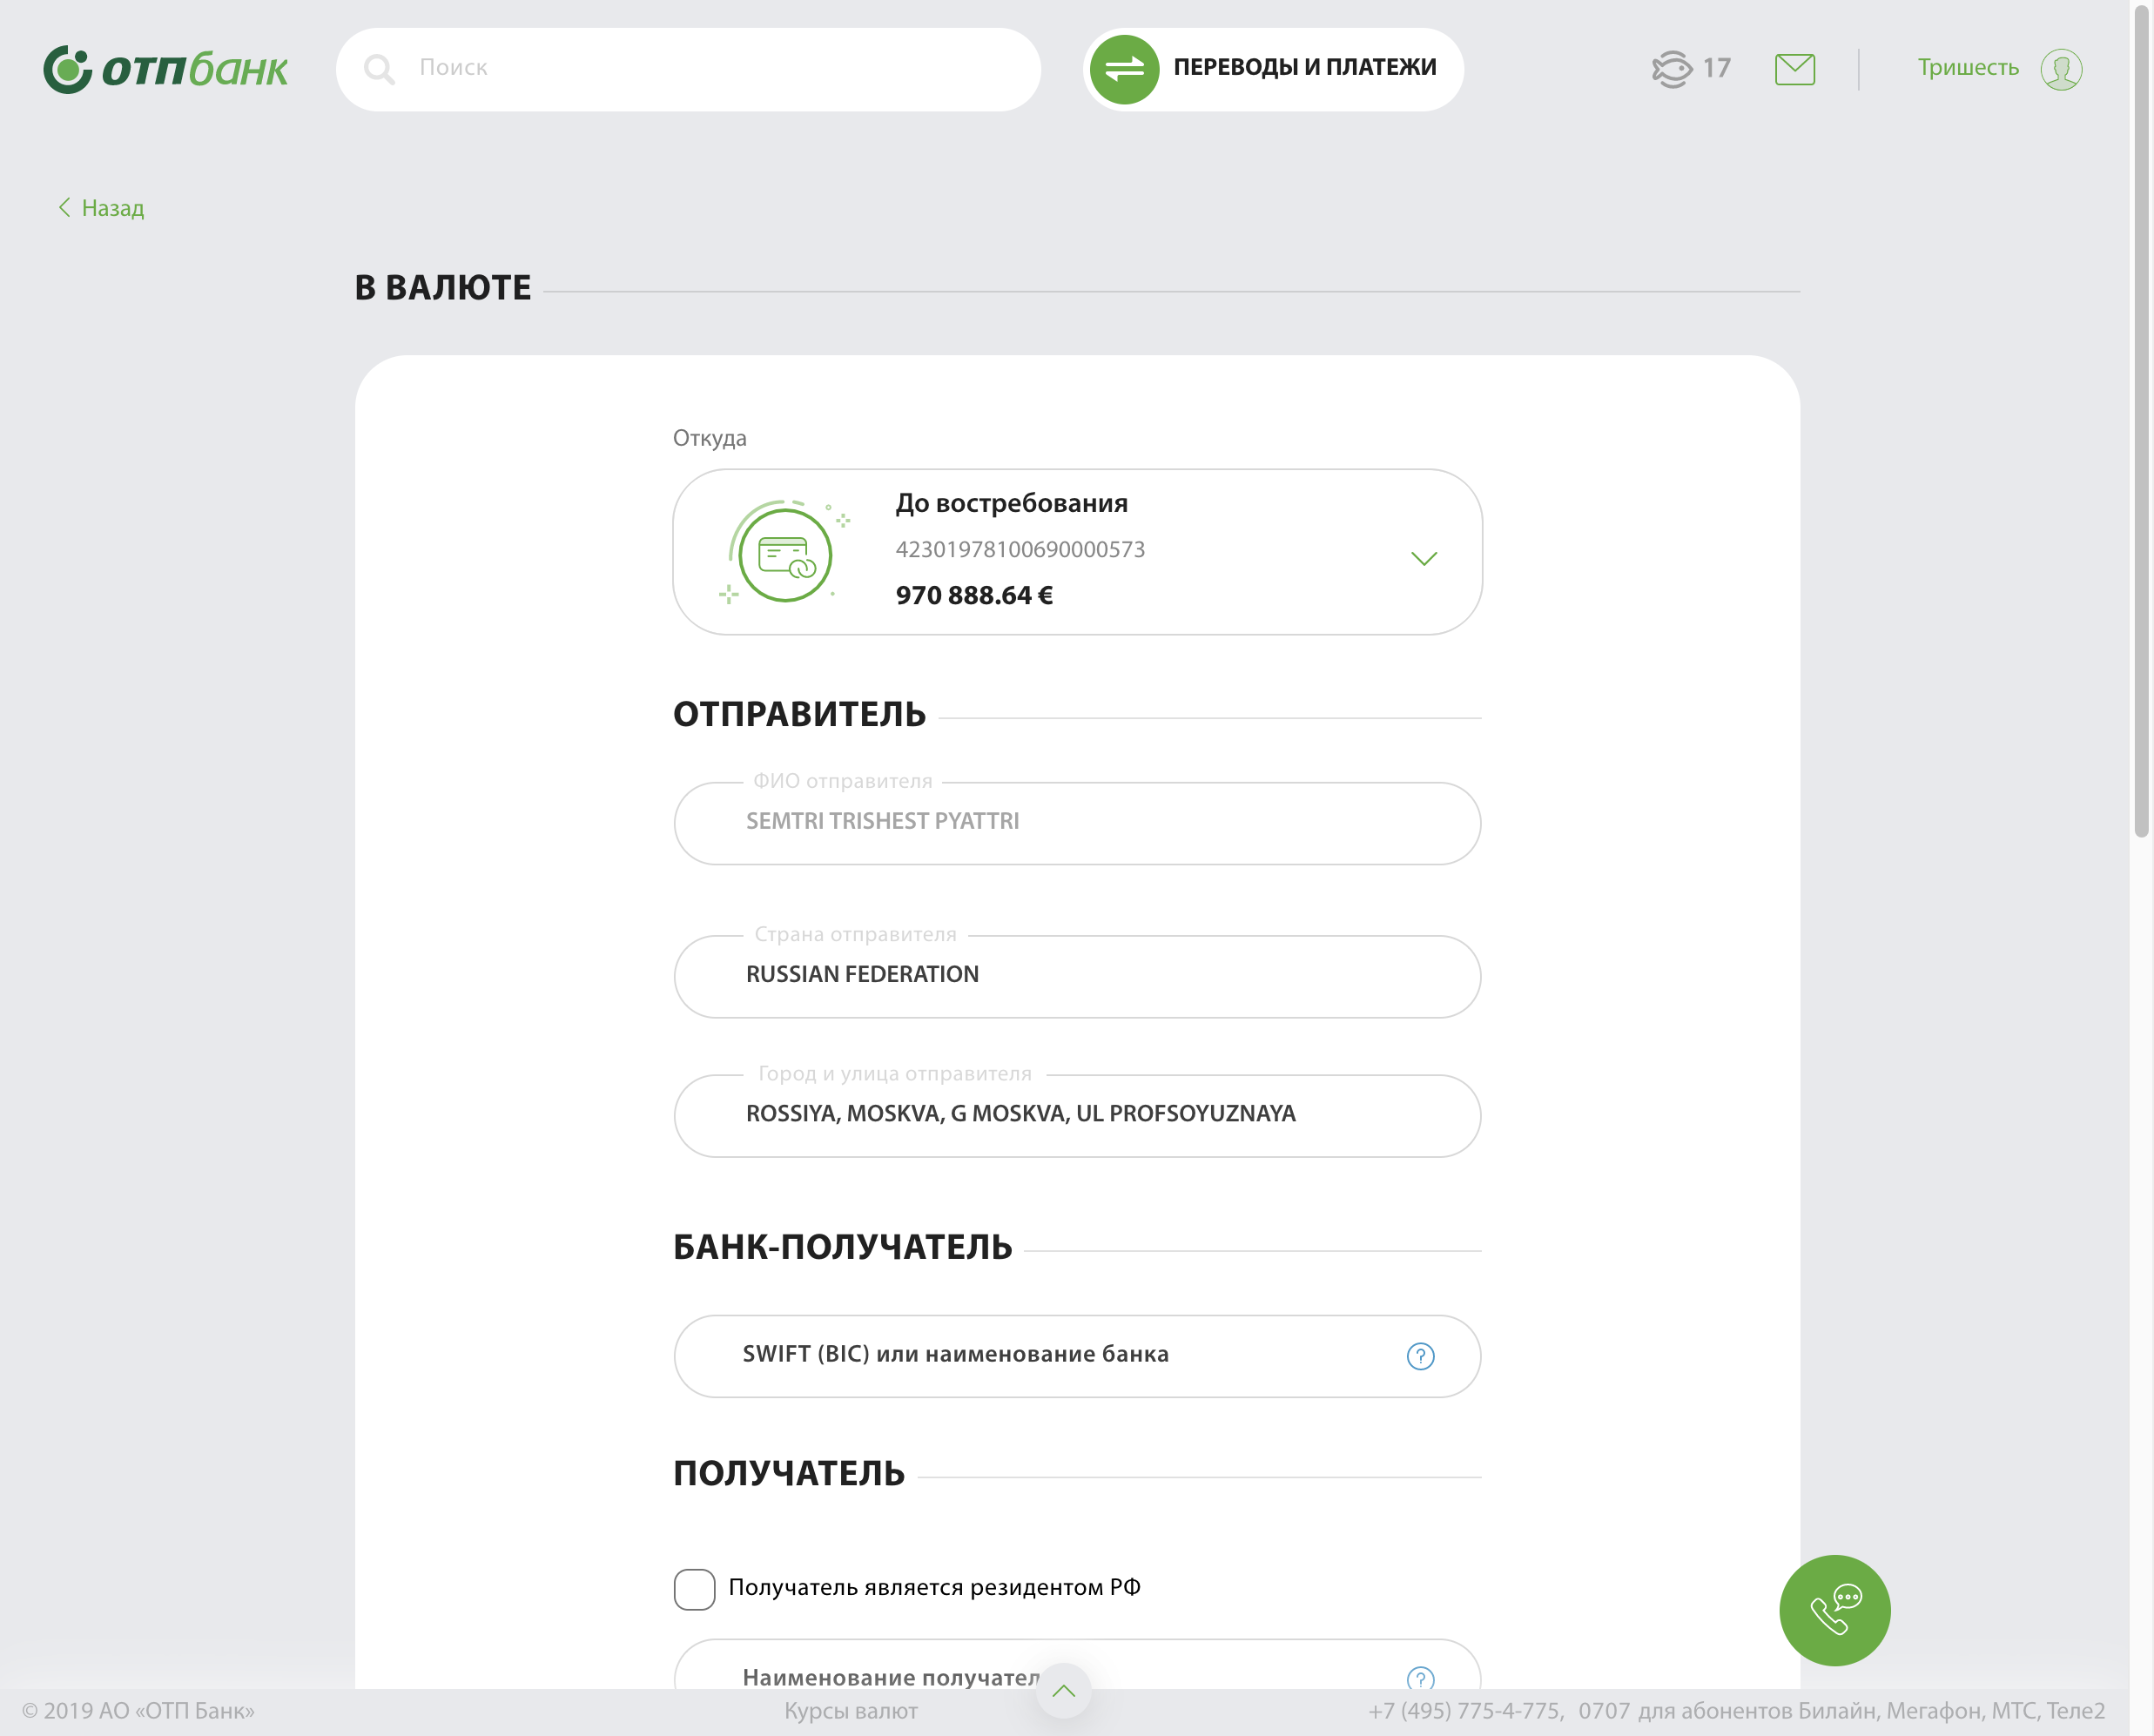 ОТПбанк
Поиск
ПЕРЕВОДЫ И ПЛАТЕЖИ
17
Тришесть
Назад
В ВАЛЮТЕ
Откуда
До востребования
42301978100690000573
970 888.64 €
ОТПРАВИТЕЛЬ
ФИО отправителя
SEMTRI TRISHEST PYATTRI
Страна отправителя
RUSSIAN FEDERATION
Город и улица отправителя
ROSSIYA, MOSKVA, G MOSKVA, UL PROFSOYUZNAYA
БАНК-ПОЛУЧАТЕЛЬ
SWIFT (BIC) или наименование банка
?
ПОЛУЧАТЕЛЬ
Получатель является резидентом РФ
Наименование получател
?
© 2019 АО «ОТП Банк» Курсы валют +7 (495) 775-4-775, 0707 для абонентов Билайн, Мегафон, МТС, Теле2